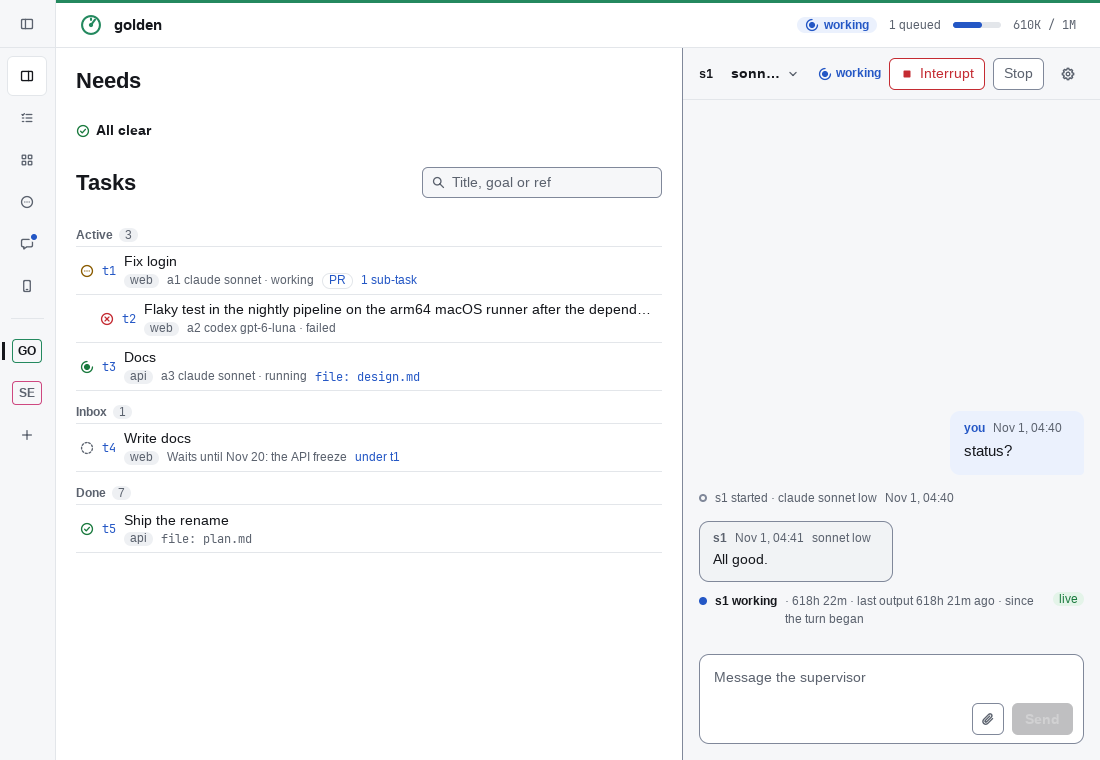 golden
working
1 queued
610K / 1M
GO
SE
Needs
All clear
Tasks
Title, goal or ref
Active 3
t1
Fix login
web a1 claude sonnet · working PR 1 sub-task
t2
Flaky test in the nightly pipeline on the arm64 macOS runner after the depend…
web a2 codex gpt-6-luna · failed
t3
Docs
api a3 claude sonnet · running file: design.md
Inbox 1
t4
Write docs
web Waits until Nov 20: the API freeze under t1
Done 7
t5
Ship the rename
api file: plan.md
s1 sonn… working Interrupt Stop
you Nov 1, 04:40
status?
s1 started · claude sonnet low Nov 1, 04:40
s1 Nov 1, 04:41 sonnet low
All good.
s1 working · 618h 22m · last output 618h 21m ago · since
the turn began
live
Message the supervisor
Send